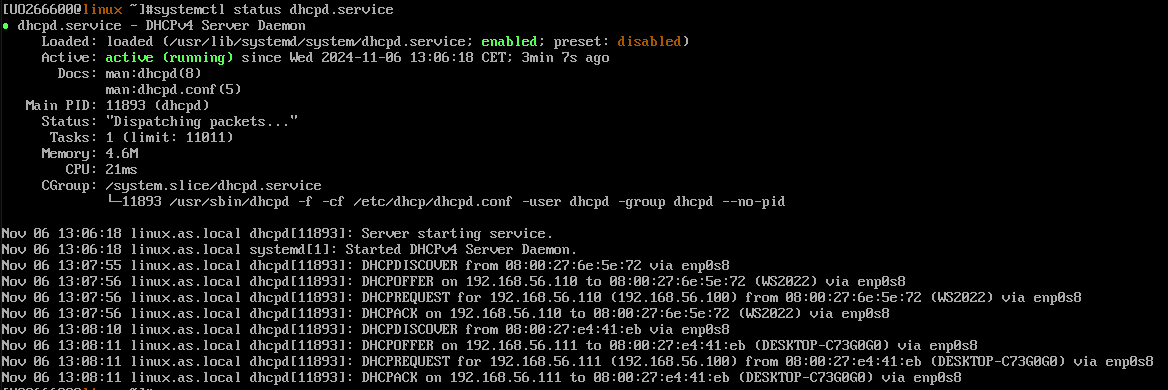 [UO266600@linux ~]#systemctl status dhcpd.service
● dhcpd.service - DHCPv4 Server Daemon
Loaded: loaded (/usr/lib/systemd/system/dhcpd.service; enabled; preset: disabled)
Active: active (running) since Wed 2024-11-06 13:06:18 CET; 3min 7s ago
Docs: man:dhcpd(8)
man:dhcpd.conf(5)
Main PID: 11893 (dhcpd)
Status: "Dispatching packets..."
Tasks: 1 (limit: 11011)
Memory: 4.6M
CPU: 21ms
CGroup: /system.slice/dhcpd.service
└─11893 /usr/sbin/dhcpd -f -cf /etc/dhcp/dhcpd.conf -user dhcpd -group dhcpd --no-pid
Nov 06 13:06:18 linux.as.local dhcpd[11893]: Server starting service.
Nov 06 13:06:18 linux.as.local systemd[1]: Started DHCPv4 Server Daemon.
Nov 06 13:07:55 linux.as.local dhcpd[11893]: DHCPDISCOVER from 08:00:27:6e:5e:72 via enp0s8
Nov 06 13:07:56 linux.as.local dhcpd[11893]: DHCPOFFER on 192.168.56.110 to 08:00:27:6e:5e:72 (WS2022) via enp0s8
Nov 06 13:07:56 linux.as.local dhcpd[11893]: DHCPREQUEST for 192.168.56.110 (192.168.56.100) from 08:00:27:6e:5e:72 (WS2022) via enp0s8
Nov 06 13:07:56 linux.as.local dhcpd[11893]: DHCPACK on 192.168.56.110 to 08:00:27:6e:5e:72 (WS2022) via enp0s8
Nov 06 13:08:10 linux.as.local dhcpd[11893]: DHCPDISCOVER from 08:00:27:e4:41:eb via enp0s8
Nov 06 13:08:11 linux.as.local dhcpd[11893]: DHCPOFFER on 192.168.56.111 to 08:00:27:e4:41:eb (DESKTOP-C73G0G0) via enp0s8
Nov 06 13:08:11 linux.as.local dhcpd[11893]: DHCPREQUEST for 192.168.56.111 (192.168.56.100) from 08:00:27:e4:41:eb (DESKTOP-C73G0G0) via enp0s8
Nov 06 13:08:11 linux.as.local dhcpd[11893]: DHCPACK on 192.168.56.111 to 08:00:27:e4:41:eb (DESKTOP-C73G0G0) via enp0s8